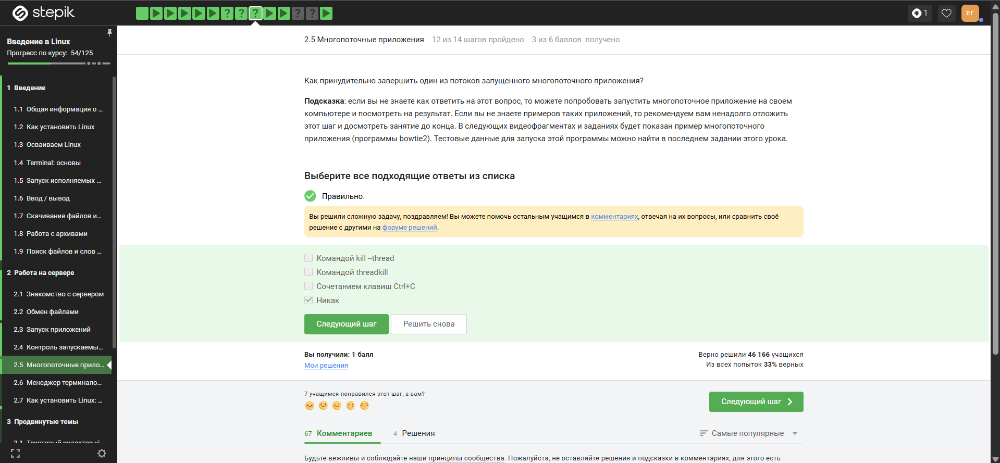 stepik
? ? ? ? ?
1
ЕГ
Введение в Linux
Прогресс по курсу: 54/125
1 Введение
1.1 Общая информация о ...
1.2 Как установить Linux
1.3 Осваиваем Linux
1.4 Terminal: основы
1.5 Запуск исполняемых ...
1.6 Ввод / вывод
1.7 Скачивание файлов и...
1.8 Работа с архивами
1.9 Поиск файлов и слов ...
2 Работа на сервере
2.1 Знакомство с сервером
2.2 Обмен файлами
2.3 Запуск приложений
2.4 Контроль запускаемы...
2.5 Многопоточные прило...
2.6 Менеджер терминало...
2.7 Как установить Linux: ...
3 Продвинутые темы
3.1 Текстовый редактор vi
2.5 Многопоточные приложения 12 из 14 шагов пройдено 3 из 6 баллов получено
Как принудительно завершить один из потоков запущенного многопоточного приложения?
Подсказка: если вы не знаете как ответить на этот вопрос, то можете попробовать запустить многопоточное приложение на своем
компьютере и посмотреть на результат. Если вы не знаете примеров таких приложений, то рекомендуем вам ненадолго отложить
этот шаг и досмотреть занятие до конца. В следующих видеофрагментах и заданиях будет показан пример многопоточного
приложения (программы bowtie2). Тестовые данные для запуска этой программы можно найти в последнем задании этого урока.
Выберите все подходящие ответы из списка
Правильно.
Вы решили сложную задачу, поздравляем! Вы можете помочь остальным учащимся в комментариях, отвечая на их вопросы, или сравнить своё
решение с другими на форуме решений.
Командой kill --thread
Командой threadkill
Сочетанием клавиш Ctrl+C
Никак
Следующий шаг Решить снова
Вы получили: 1 балл
Мои решения
Верно решили 46 166 учащихся
Из всех попыток 33% верных
7 учащимся понравился этот шаг, а вам?
Следующий шаг
67 Комментариев 4 Решения Самые популярные
Будьте вежливы и соблюдайте наши принципы сообщества. Пожалуйста, не оставляйте решения и подсказки в комментариях, для этого есть